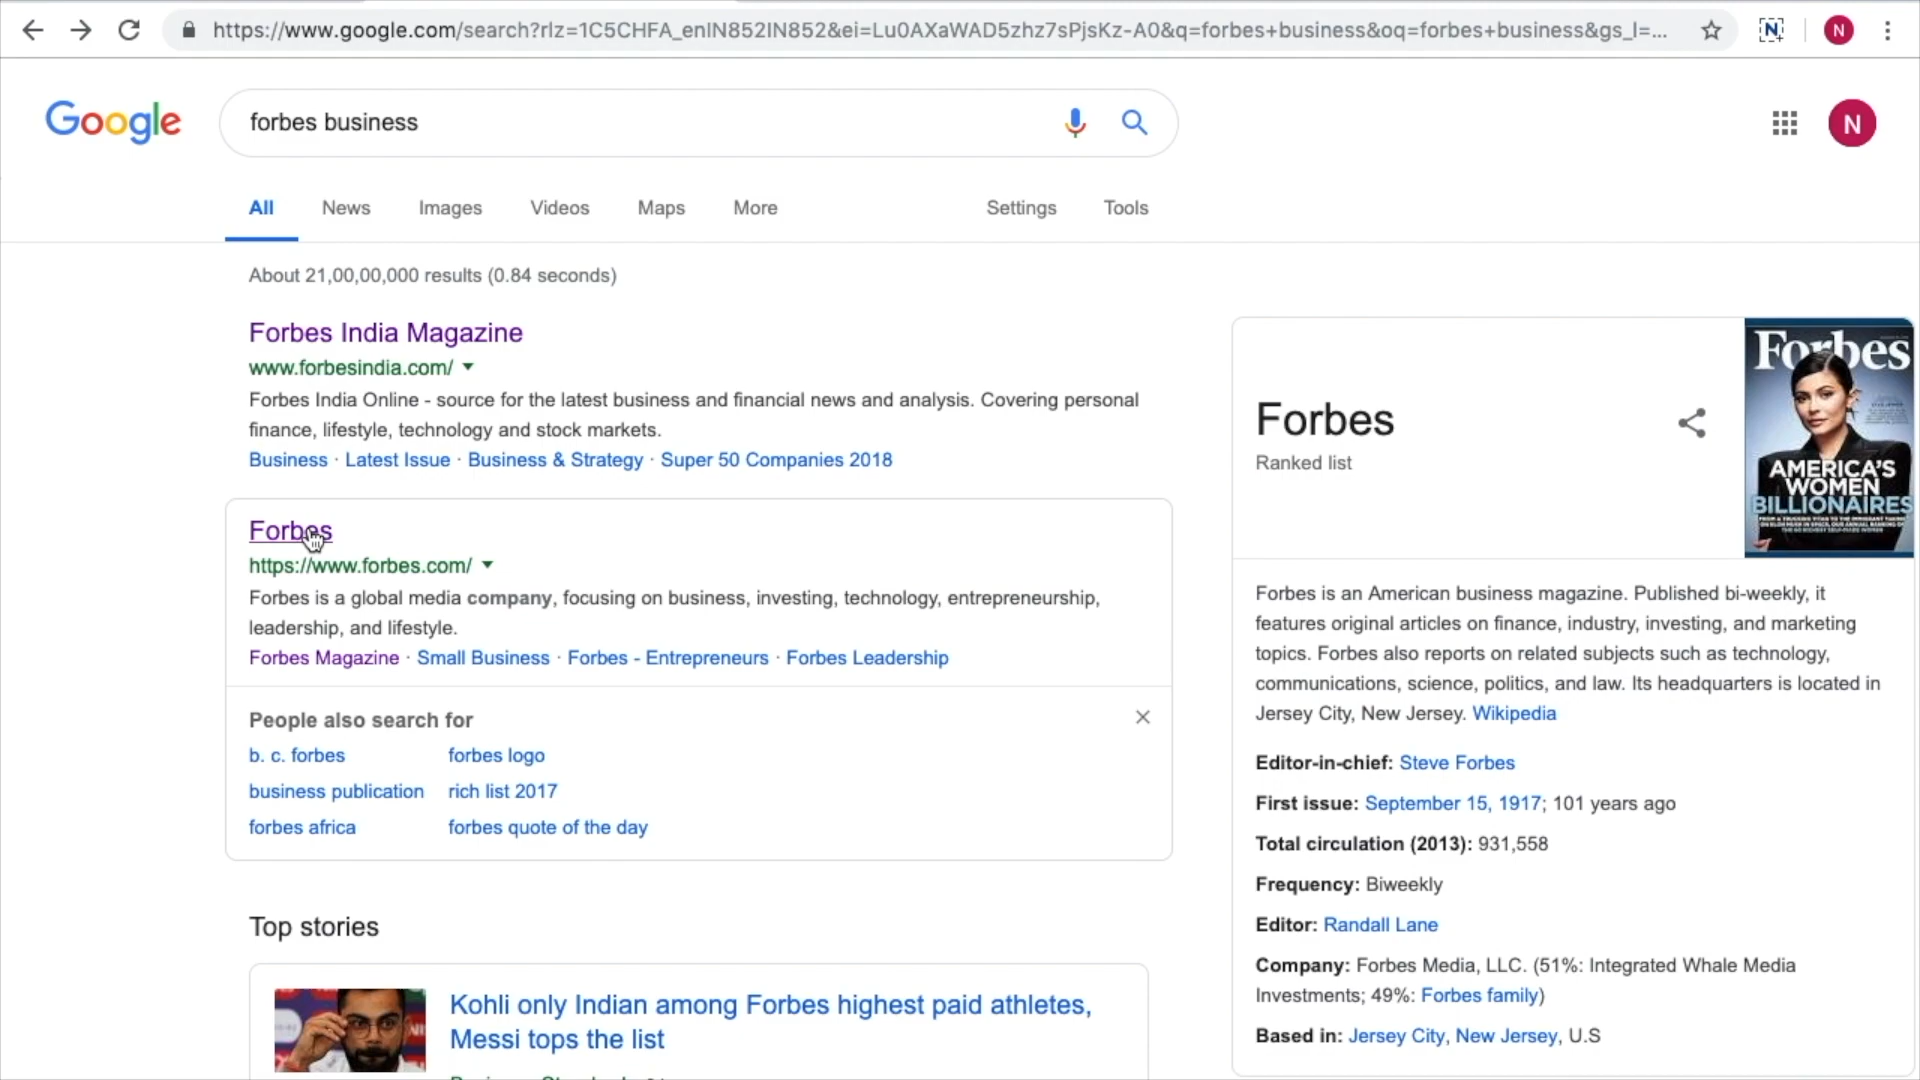 https://www.google.com/search?rlz=1C5CHFA_enIN852IN852&ei=Lu0AXaWAD5zhz7sPjsKz-A0&q=forbes+business&oq=forbes+business&gs_l=...
N
N
Google
forbes business
N
All
News
Images
Videos
Maps
More
Settings
Tools
About 21,00,00,000 results (0.84 seconds)
Forbes India Magazine
www.forbesindia.com/
Forbes India Online - source for the latest business and financial news and analysis. Covering personal
finance, lifestyle, technology and stock markets.
Business · Latest Issue · Business & Strategy · Super 50 Companies 2018
Forbes
https://www.forbes.com/
Forbes is a global media company, focusing on business, investing, technology, entrepreneurship,
leadership, and lifestyle.
Forbes Magazine · Small Business · Forbes - Entrepreneurs · Forbes Leadership
People also search for
b. c. forbes
forbes logo
business publication
rich list 2017
forbes africa
forbes quote of the day
Top stories
Kohli only Indian among Forbes highest paid athletes,
Messi tops the list
Forbes
Ranked list
Forbes
AMERICA'S
WOMEN
BILLIONAIRES
Forbes is an American business magazine. Published bi-weekly, it
features original articles on finance, industry, investing, and marketing
topics. Forbes also reports on related subjects such as technology,
communications, science, politics, and law. Its headquarters is located in
Jersey City, New Jersey. Wikipedia
Editor-in-chief: Steve Forbes
First issue: September 15, 1917; 101 years ago
Total circulation (2013): 931,558
Frequency: Biweekly
Editor: Randall Lane
Company: Forbes Media, LLC. (51%: Integrated Whale Media
Investments; 49%: Forbes family)
Based in: Jersey City, New Jersey, U.S